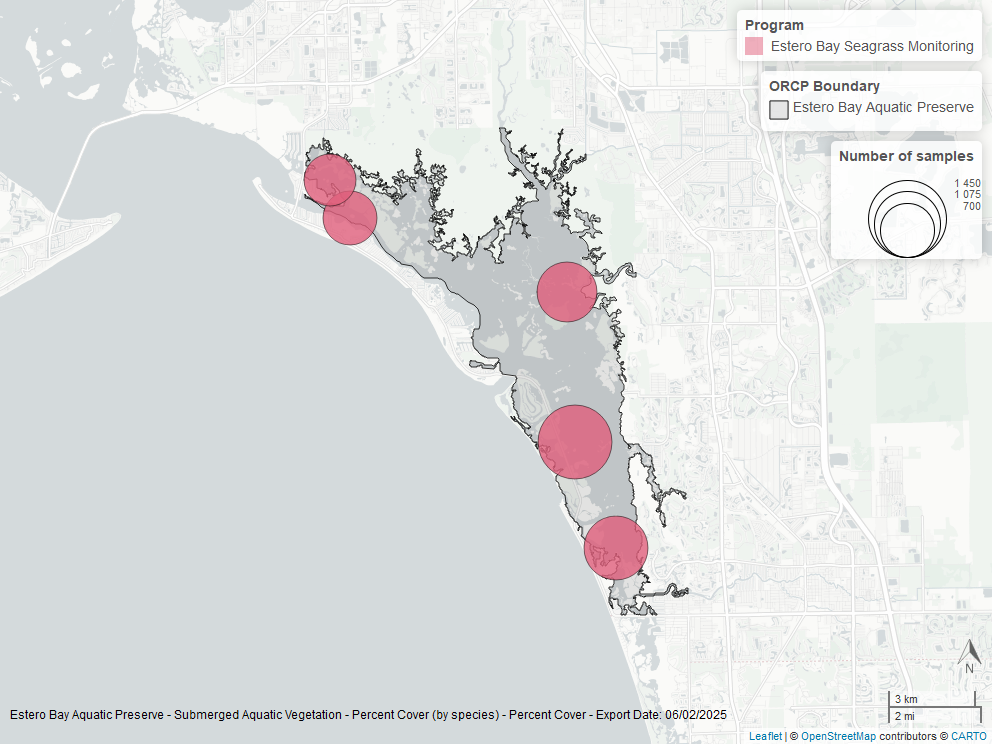 Program
Estero Bay Seagrass Monitoring
ORCP Boundary
Estero Bay Aquatic Preserve
Number of samples
1 450
1 075
700
N
3 km
2 mi
Estero Bay Aquatic Preserve - Submerged Aquatic Vegetation - Percent Cover (by species) - Percent Cover - Export Date: 06/02/2025
Leaflet | © OpenStreetMap contributors © CARTO